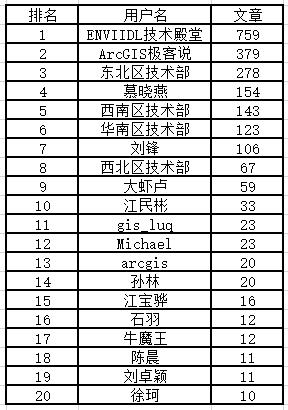 排名 用户名 文章
1 ENVIIDL技术殿堂 759
2 ArcGIS极客说 379
3 东北区技术部 278
4 慕晓燕 154
5 西南区技术部 143
6 华南区技术部 123
7 刘锋 106
8 西北区技术部 67
9 大虾卢 59
10 江民彬 33
11 gis_luq 23
12 Michael 23
13 arcgis 20
14 孙林 20
15 江宝骅 16
16 石羽 12
17 牛魔王 12
18 陈晨 11
19 刘卓颖 11
20 徐珂 10